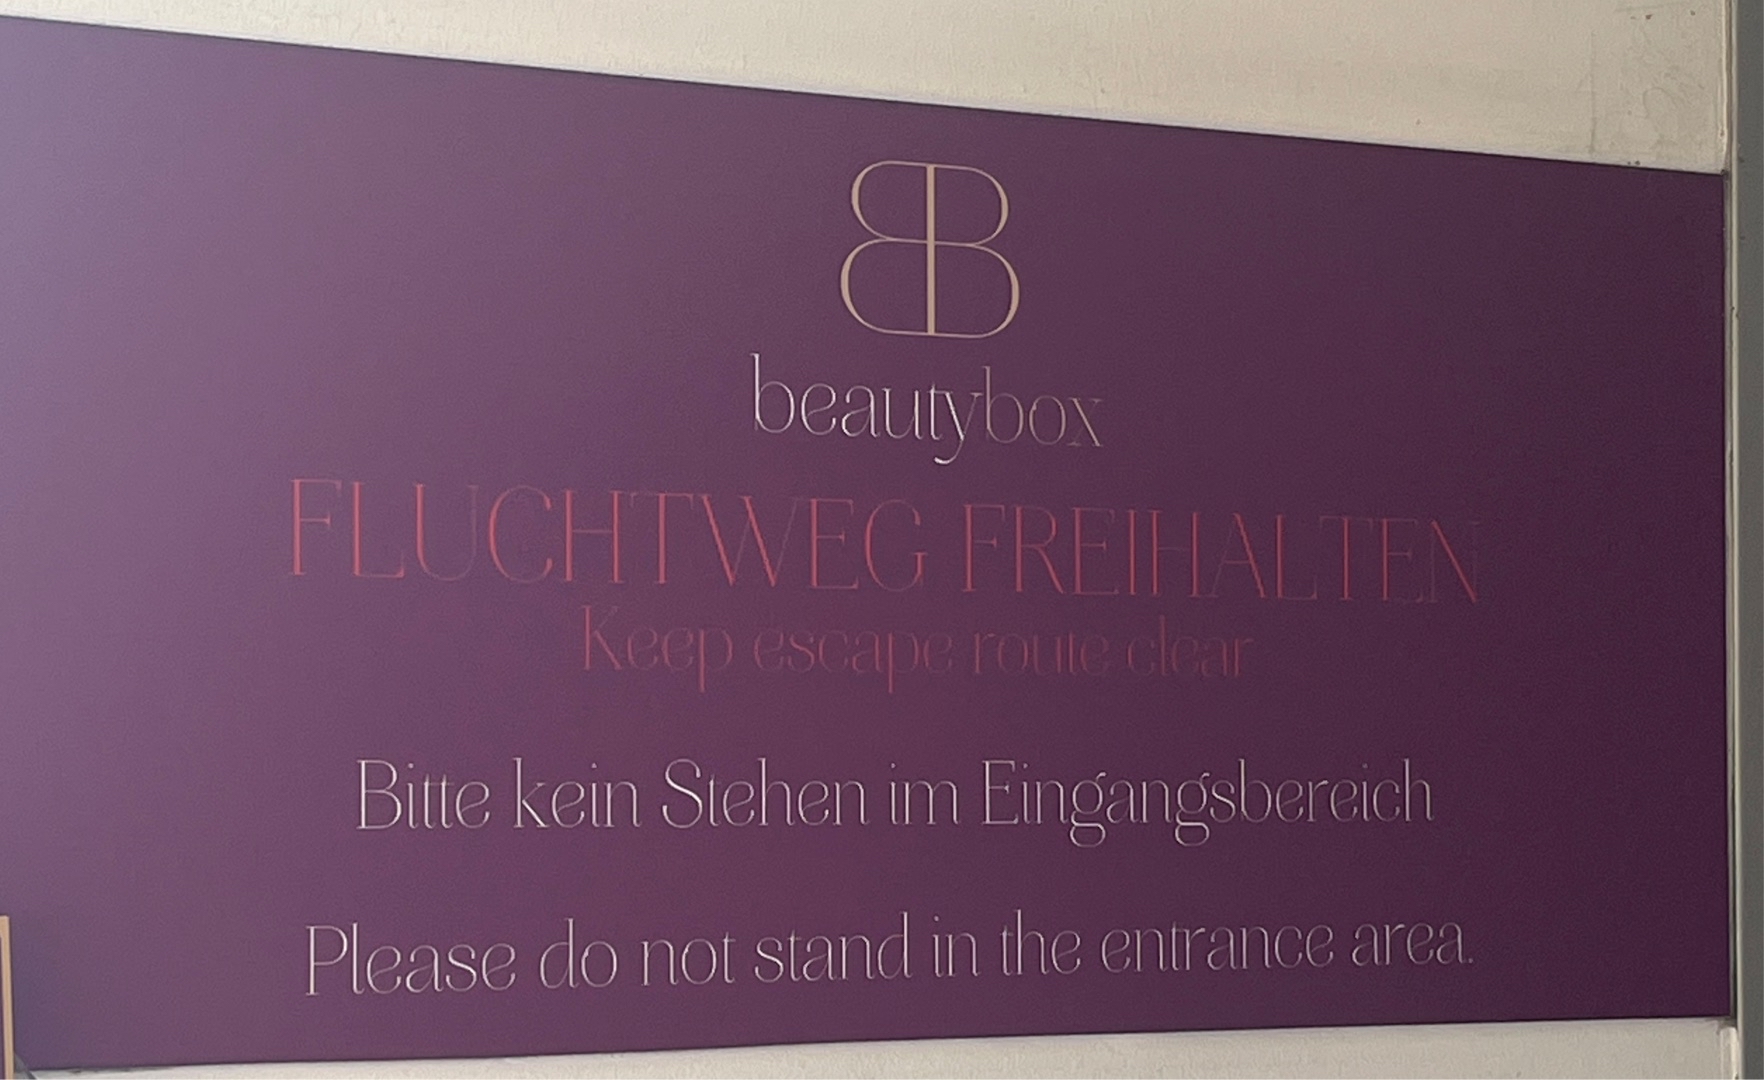 beautybox
FLUCHTWEG FREIHALTEN
Keep escape route clear
Bitte kein Stehen im Eingangsbereich
Please do not stand in the entrance area.